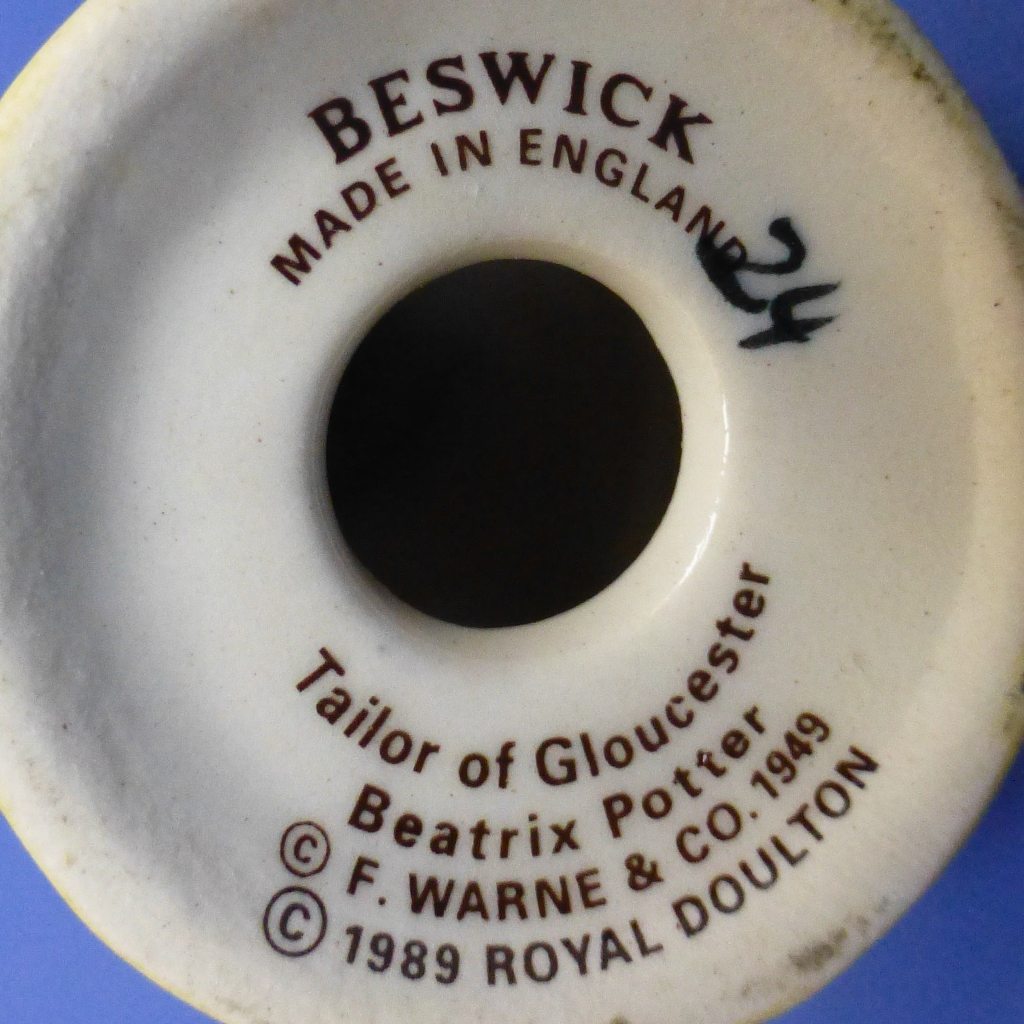 BESWICK
MADE IN ENGLAND
24
Tailor of Gloucester
Beatrix Potter
© F. WARNE & CO. 1949
© 1989 ROYAL DOULTON